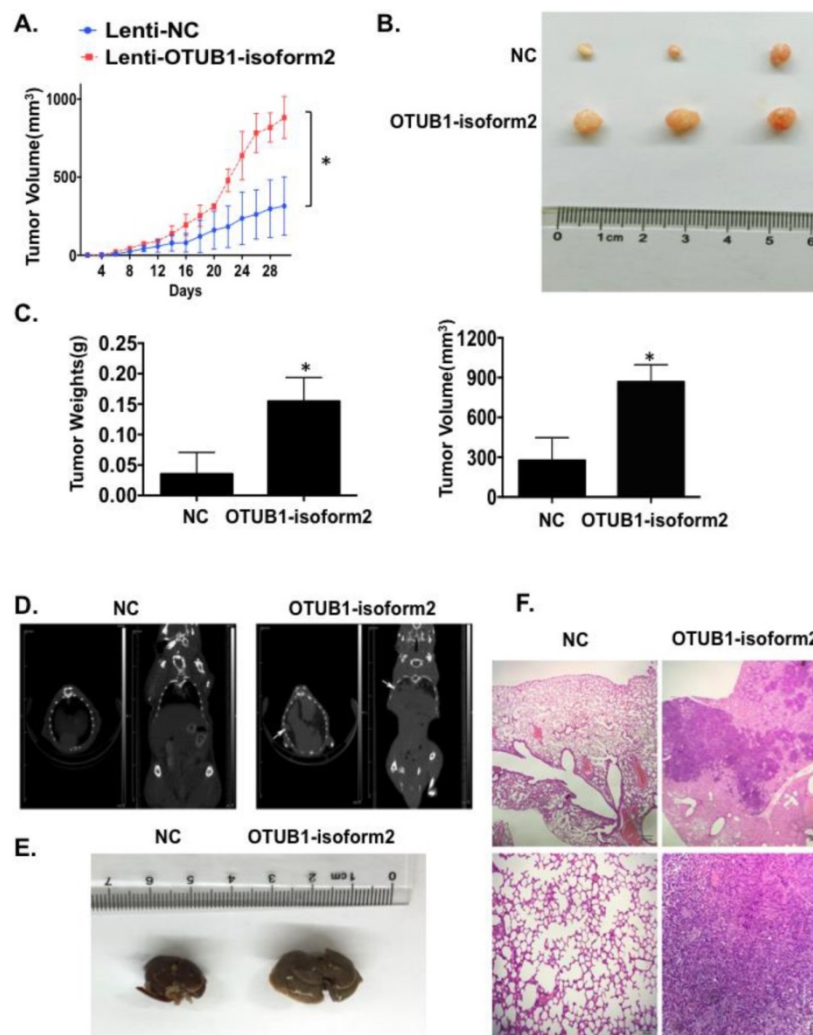 A.
Lenti-NC
Lenti-OTUB1-isoform2
Tumor Volume(mm3)
1000
500
0
*
4 8 12 16 20 24 28
Days
B.
NC
OTUB1-isoform2
0 1cm 2 3 4 5 6
C.
Tumor Weights(g)
0.25
0.20
0.15
0.10
0.05
0.00
*
NC OTUB1-isoform2
Tumor Volume(mm3)
1200
900
600
300
0
*
NC OTUB1-isoform2
D.
NC OTUB1-isoform2
E.
NC OTUB1-isoform2
7 6 5 4 3 2 1cm 0
F.
NC OTUB1-isoform2